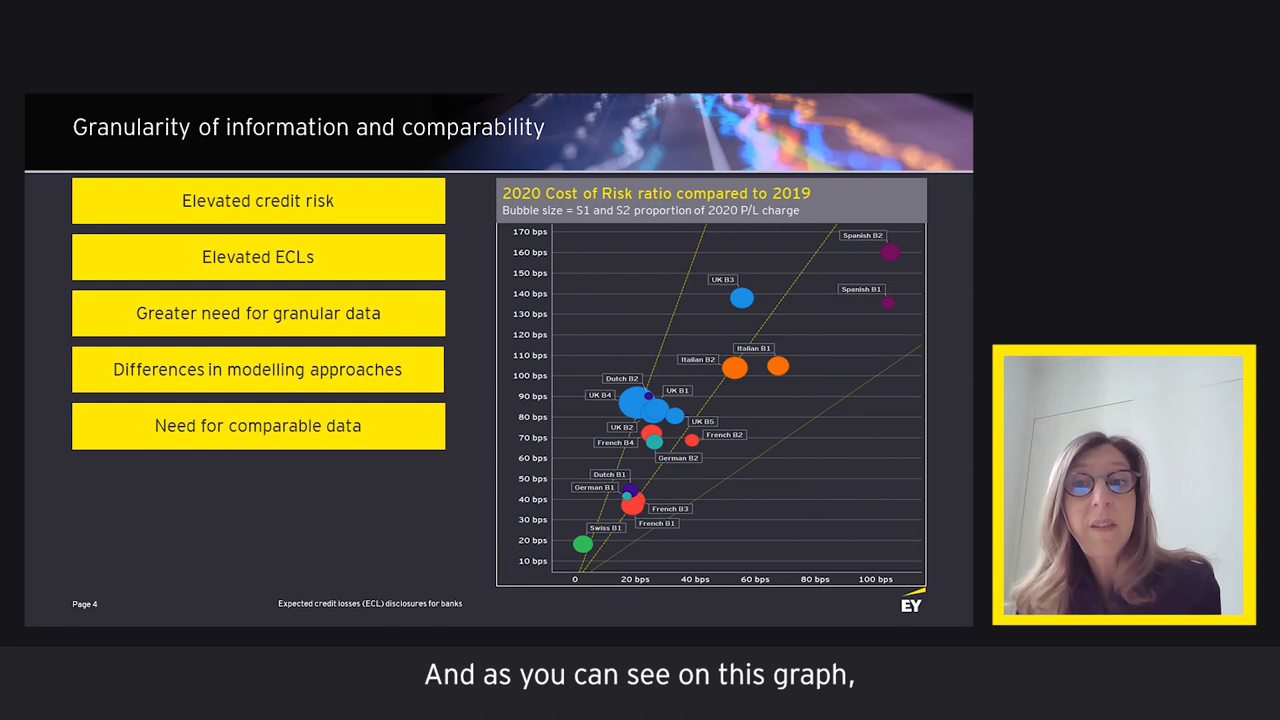 Granularity of information and comparability
Elevated credit risk
Elevated ECLs
Greater need for granular data
Differences in modelling approaches
Need for comparable data
2020 Cost of Risk ratio compared to 2019
Bubble size = S1 and S2 proportion of 2020 P/L charge
170 bps
160 bps
150 bps
140 bps
130 bps
120 bps
110 bps
100 bps
90 bps
80 bps
70 bps
60 bps
50 bps
40 bps
30 bps
20 bps
10 bps
Spanish B2
UK B3
Spanish B1
Italian B1
Italian B2
Dutch B2
UK B4
UK B1
UK B2
UK B5
French B4
French B2
German B2
Dutch B1
German B1
French B3
Swiss B1
French B1
0
20 bps
40 bps
60 bps
80 bps
100 bps
Page 4
Expected credit losses (ECL) disclosures for banks
EY
And as you can see on this graph,